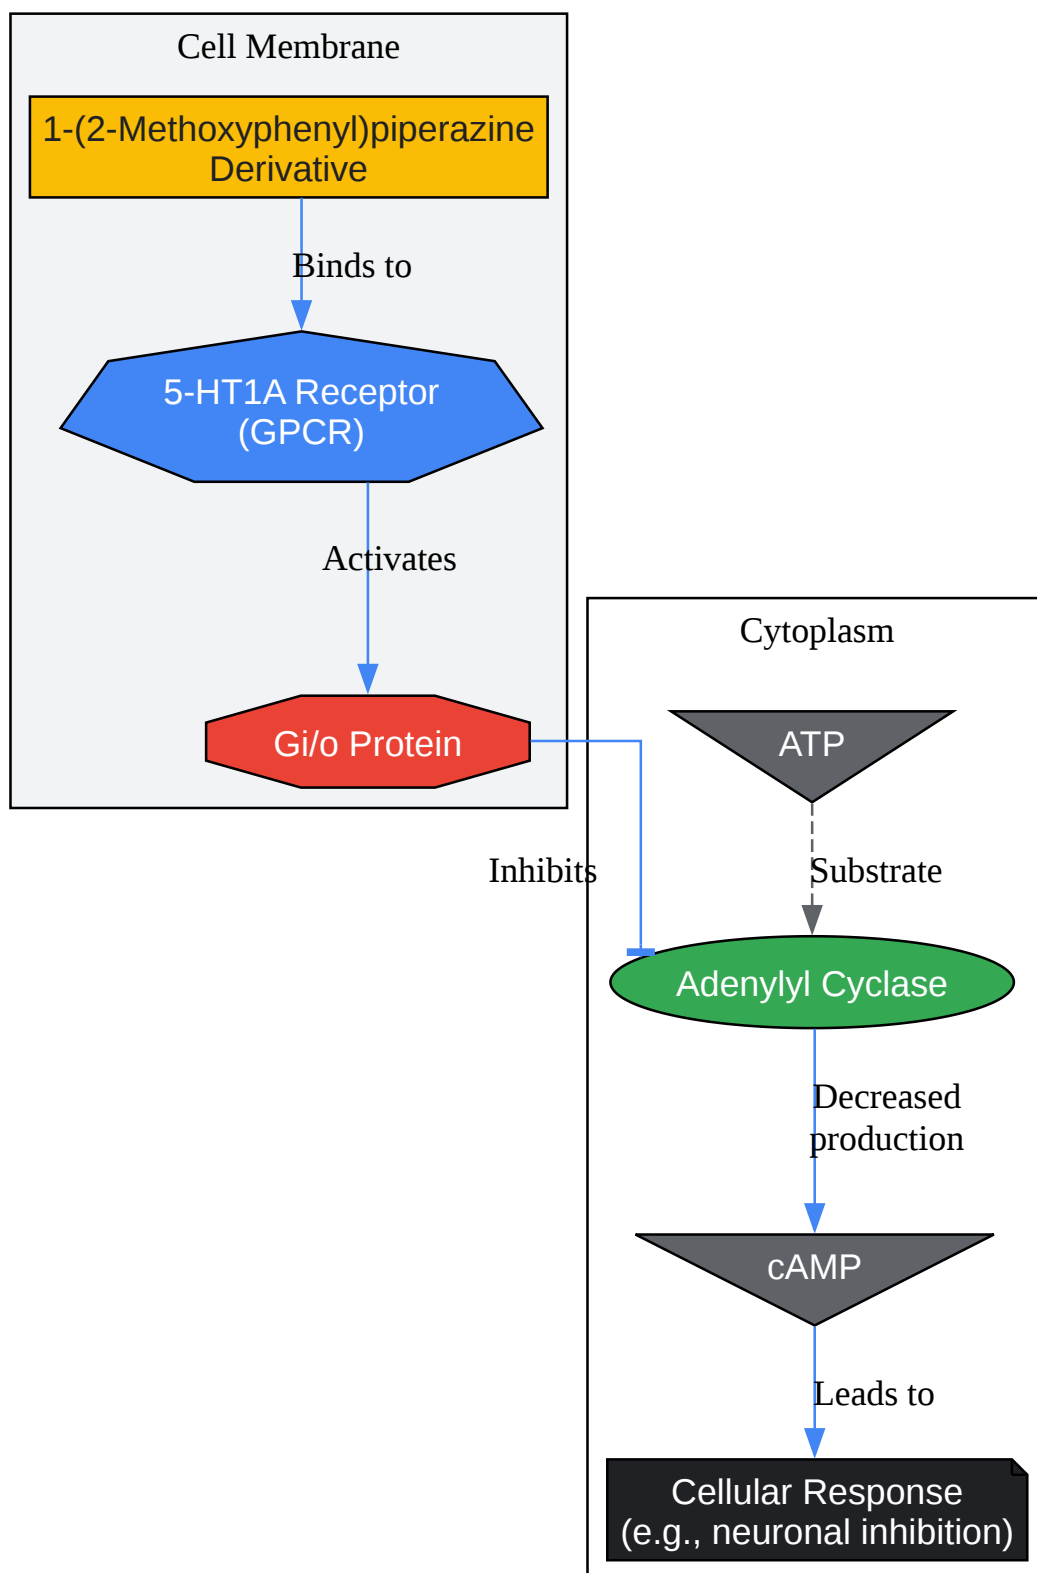 Cell Membrane
1-(2-Methoxyphenyl)piperazine
Derivative
Binds to
5-HT1A Receptor
(GPCR)
Activates
Gi/o Protein
Inhibits
Cytoplasm
ATP
Substrate
Adenylyl Cyclase
Decreased
production
cAMP
Leads to
Cellular Response
(e.g., neuronal inhibition)